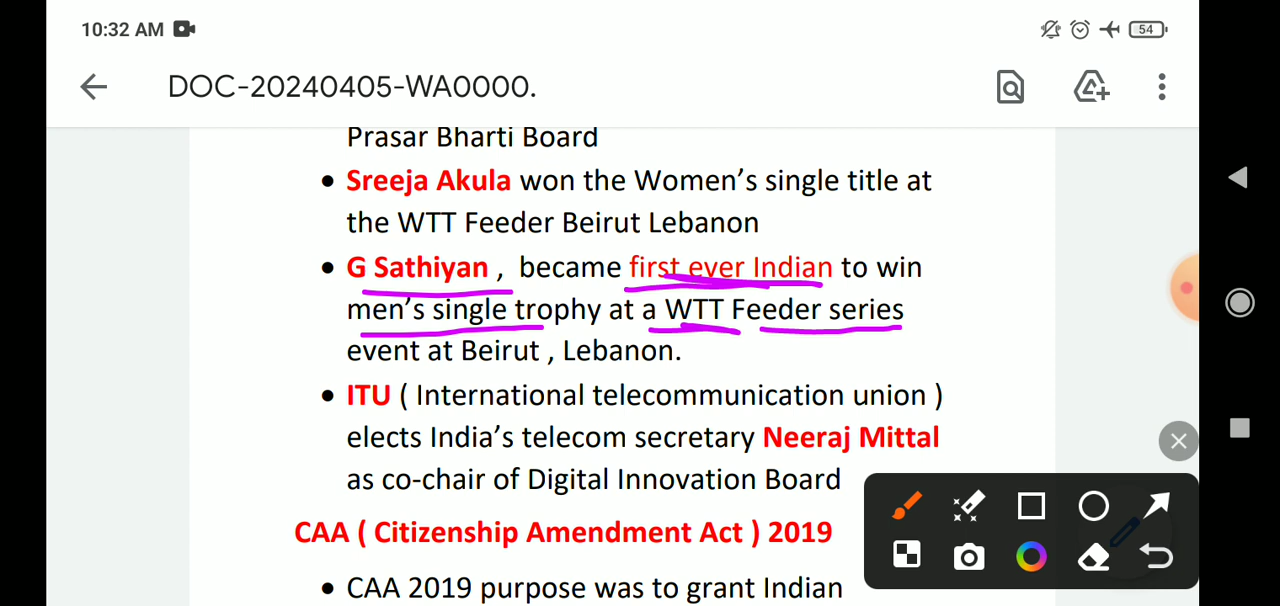 10:32 AM
54
DOC-20240405-WA0000.
Prasar Bharti Board
• Sreeja Akula won the Women's single title at
the WTT Feeder Beirut Lebanon
• G Sathiyan , became first ever Indian to win
men's single trophy at a WTT Feeder series
event at Beirut , Lebanon.
• ITU ( International telecommunication union )
elects India's telecom secretary Neeraj Mittal
as co-chair of Digital Innovation Board
CAA ( Citizenship Amendment Act ) 2019
• CAA 2019 purpose was to grant Indian